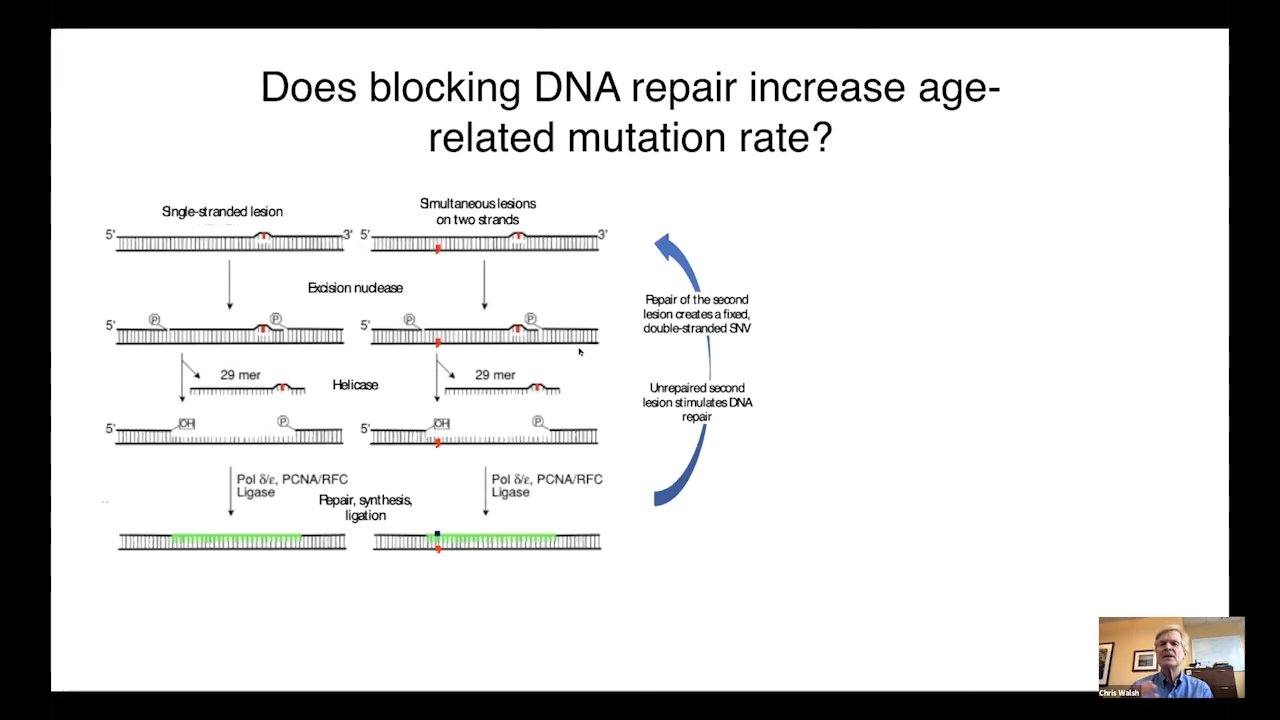 Does blocking DNA repair increase age-
related mutation rate?
Single-stranded lesion
Simultaneous lesions
on two strands
5'
3'
5'
3'
Excision nuclease
5'
P
P
5'
P
P
29 mer
Helicase
29 mer
5'
OH
P
5'
OH
P
Pol δ/ε, PCNA/RFC
Ligase
Repair, synthesis,
ligation
Pol δ/ε, PCNA/RFC
Ligase
Repair of the second
lesion creates a fixed,
double-stranded SNV
Unrepaired second
lesion stimulates DNA
repair
Chris Walsh